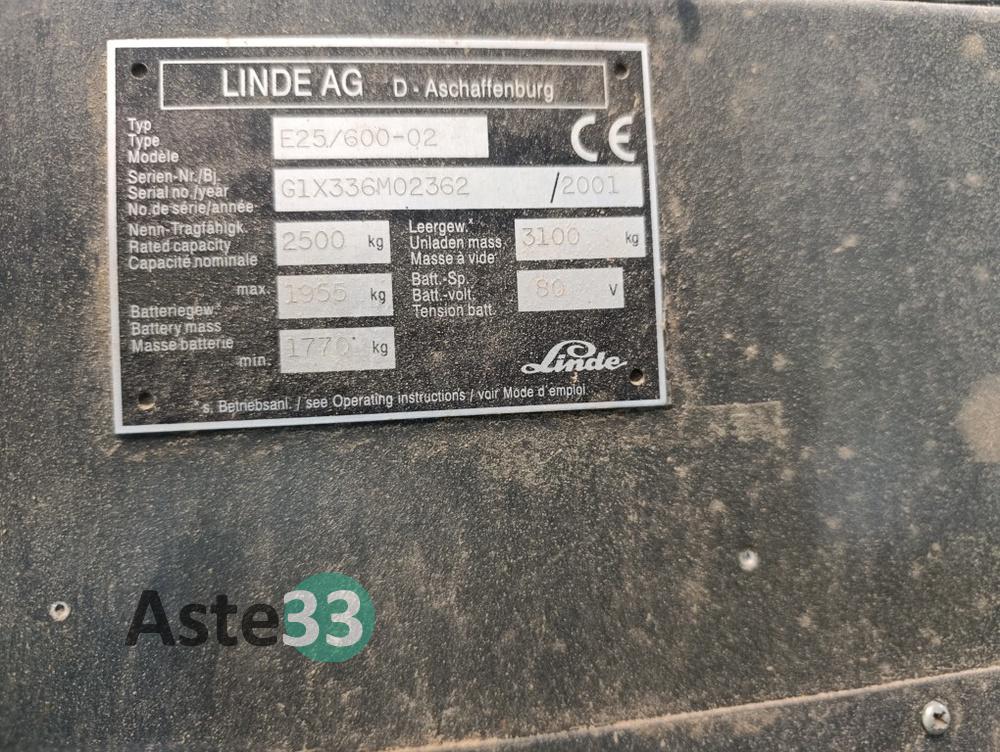 LINDE AG D - Aschaffenburg
Typ
Type
Modèle
E25/600-02
CE
Serien-Nr./Bj.
Serial no./year
No.de série/année
G1X336M02362 /2001
Nenn-Tragfähigk.
Rated capacity
Capacité nominale
2500 kg
Leergew.*
Unladen mass
Masse à vide
3100 kg
Batteriegew.
Battery mass
Masse batterie
max. 1955 kg
min. 1770 kg
Batt.-Sp.
Batt.-volt.
Tension batt.
80 V
Linde
*s. Betriebsanl. / see Operating instructions / voir Mode d'emploi
Aste33